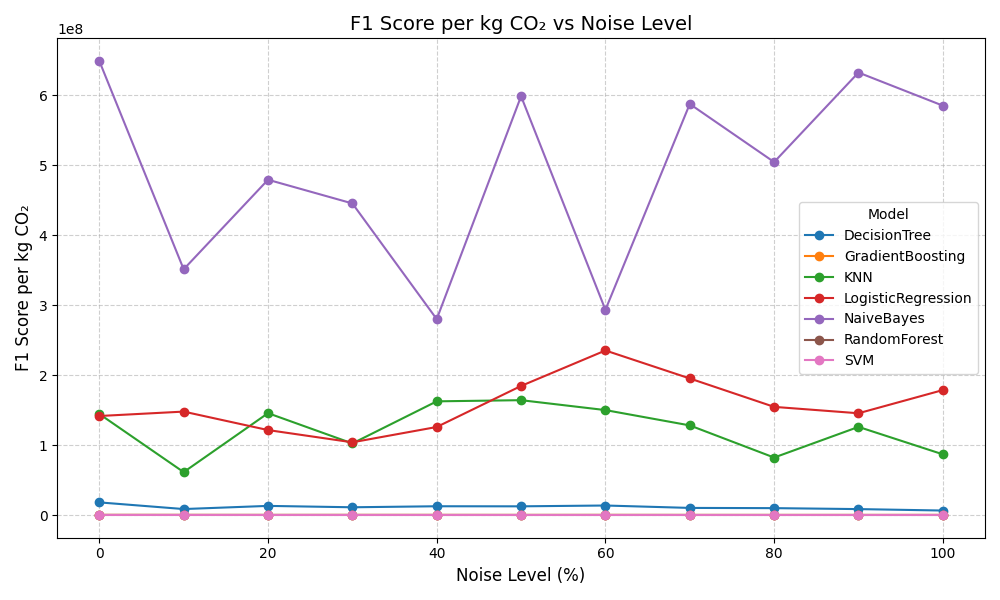 F1 Score per kg CO₂ vs Noise Level
1e8
F1 Score per kg CO₂
6
5
4
3
2
1
0
0
20
40
60
80
100
Noise Level (%)
Model
DecisionTree
GradientBoosting
KNN
LogisticRegression
NaiveBayes
RandomForest
SVM